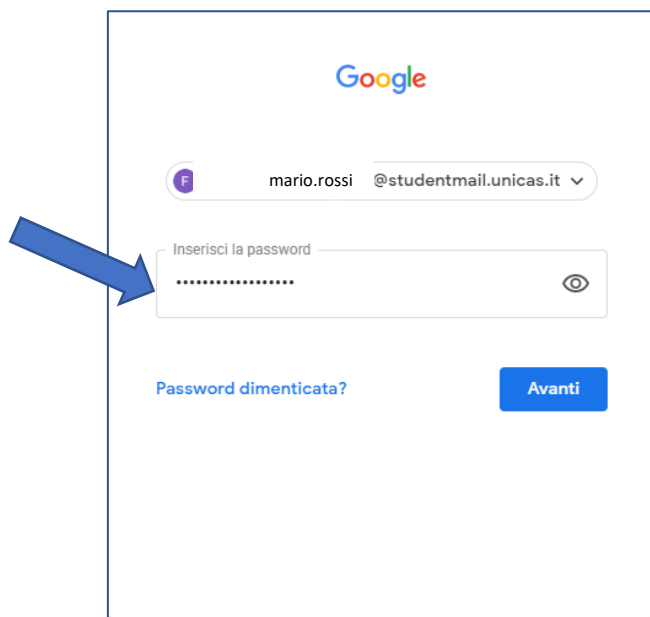 Google
F mario.rossi @studentmail.unicas.it
Inserisci la password
••••••••••••••••••
Password dimenticata? Avanti